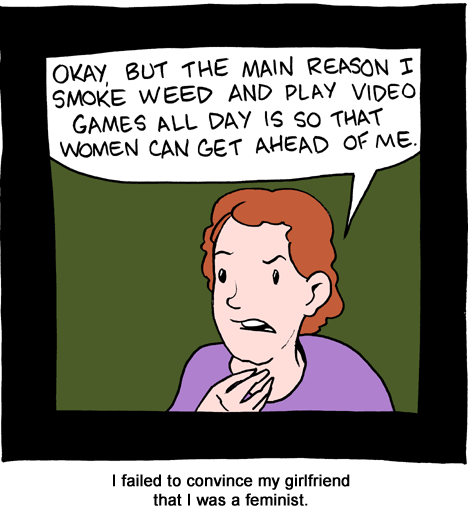 OKAY, BUT THE MAIN REASON I
SMOKE WEED AND PLAY VIDEO
GAMES ALL DAY IS SO THAT
WOMEN CAN GET AHEAD OF ME.
I failed to convince my girlfriend
that I was a feminist.